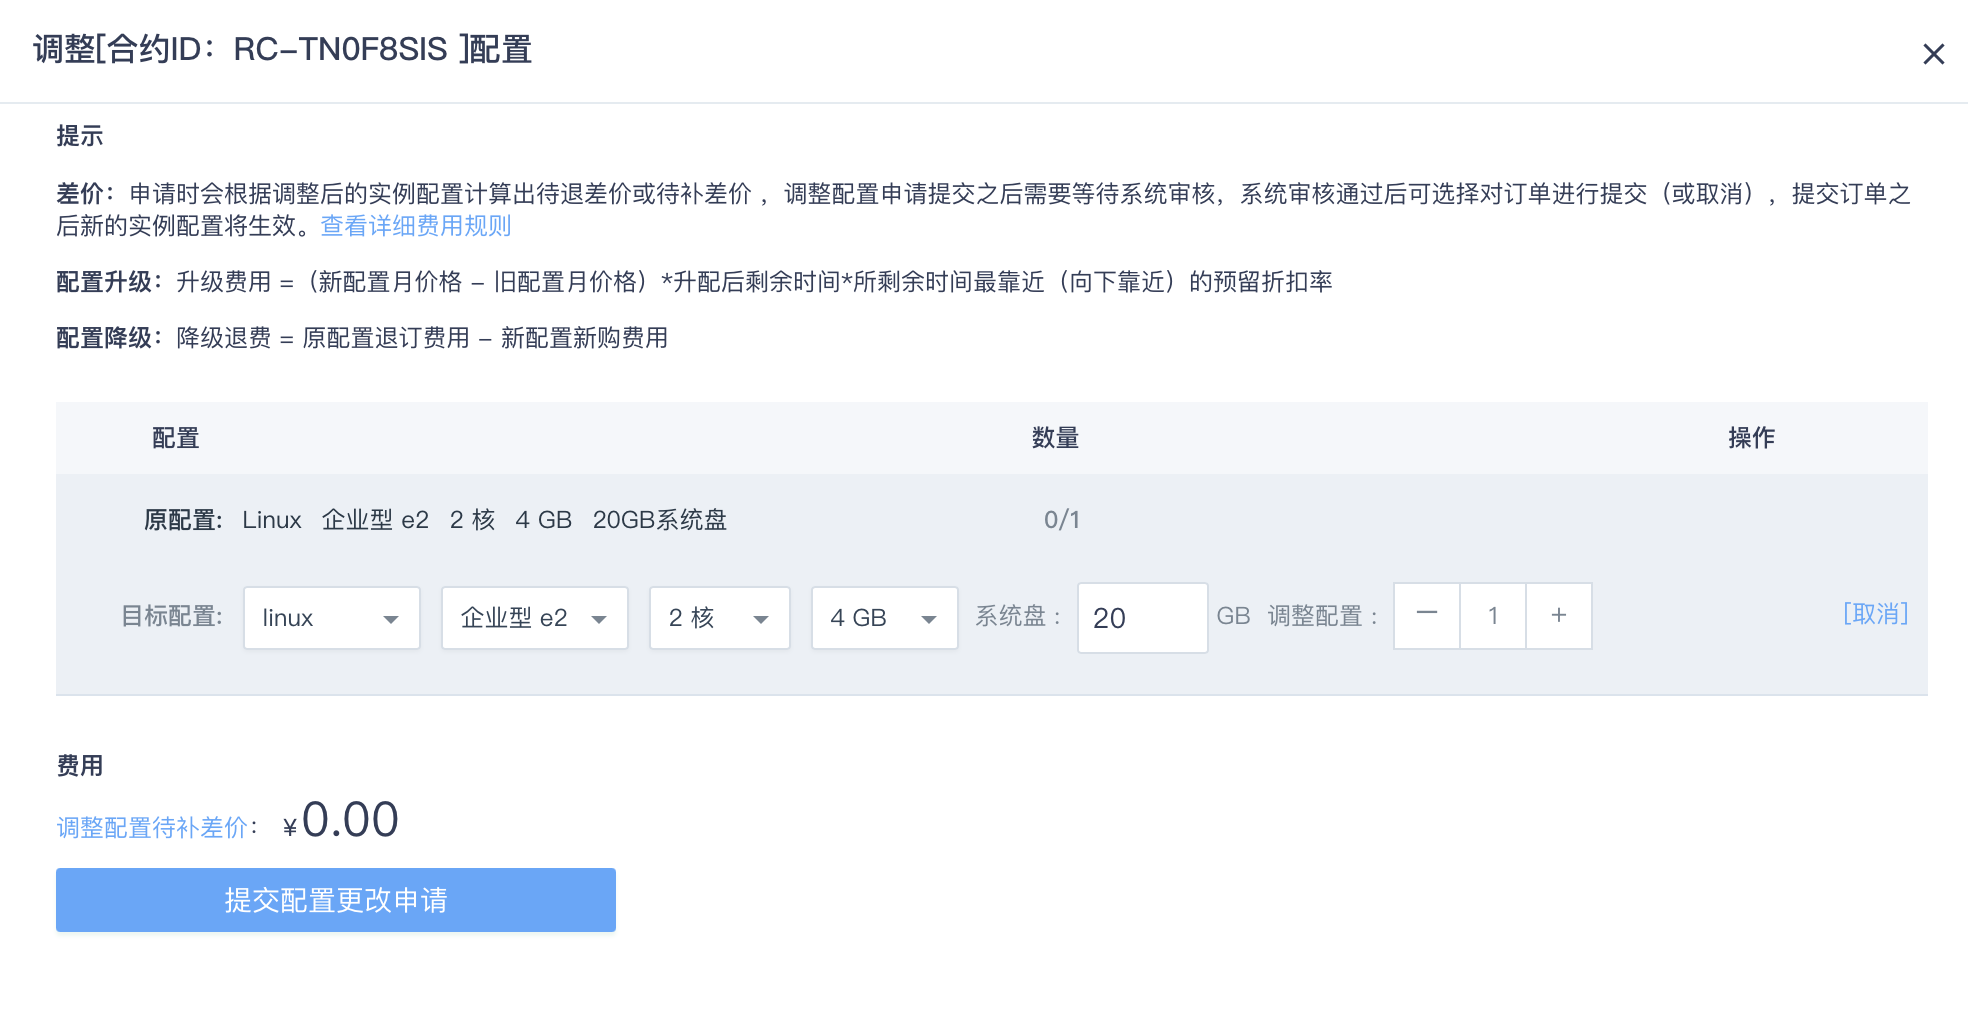 调整[合约ID：RC-TN0F8SIS ]配置
提示
差价：申请时会根据调整后的实例配置计算出待退差价或待补差价 ，调整配置申请提交之后需要等待系统审核，系统审核通过后可选择对订单进行提交（或取消），提交订单之
后新的实例配置将生效。查看详细费用规则
配置升级：升级费用 =（新配置月价格 – 旧配置月价格）*升配后剩余时间*所剩余时间最靠近（向下靠近）的预留折扣率
配置降级：降级退费 = 原配置退订费用 – 新配置新购费用
配置 数量 操作
原配置: Linux 企业型 e2 2 核 4 GB 20GB系统盘 0/1
目标配置: linux 企业型 e2 2 核 4 GB 系统盘： 20 GB 调整配置： — 1 + [取消]
费用
调整配置待补差价： ¥0.00
提交配置更改申请